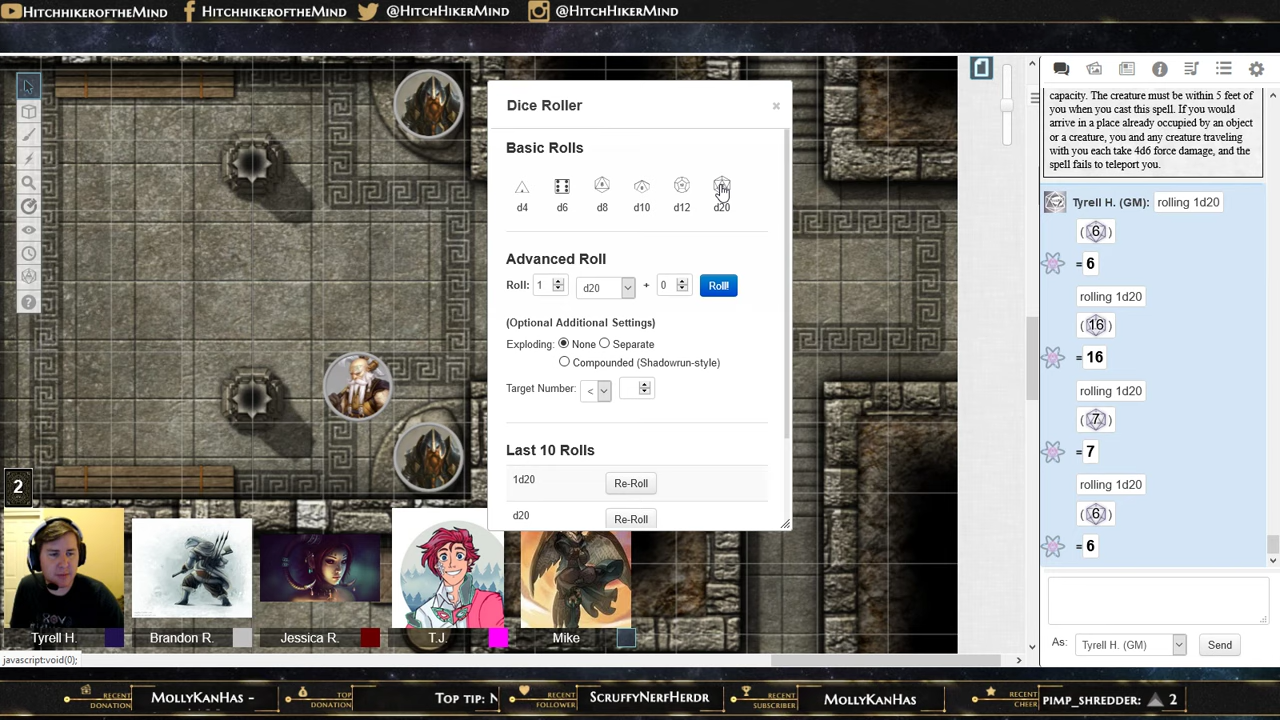 HitchhikeroftheMind
HitchhikeroftheMind
@HitchHikerMind
@HitchHikerMind
Dice Roller
×
Basic Rolls
d4
d6
d8
d10
d12
d20
Advanced Roll
Roll: 1 d20 + 0 Roll!
(Optional Additional Settings)
Exploding: None Separate
Compounded (Shadowrun-style)
Target Number: <
Last 10 Rolls
1d20 Re-Roll
d20 Re-Roll
capacity. The creature must be within 5 feet of
you when you cast this spell. If you would
arrive in a place already occupied by an object
or a creature, you and any creature traveling
with you each take 4d6 force damage, and the
spell fails to teleport you.
Tyrell H. (GM): rolling 1d20
(6)
= 6
rolling 1d20
(16)
= 16
rolling 1d20
(7)
= 7
rolling 1d20
(6)
= 6
As: Tyrell H. (GM) Send
2
Tyrell H.
Brandon R.
Jessica R.
T.J.
Mike
javascript:void(0);
RECENT DONATION MollyKanHas -
TOP DONATION Top tip: N
RECENT FOLLOWER ScruffyNerfHerdr
RECENT SUBSCRIBER MollyKanHas
RECENT CHEER pimp_shredder: 2